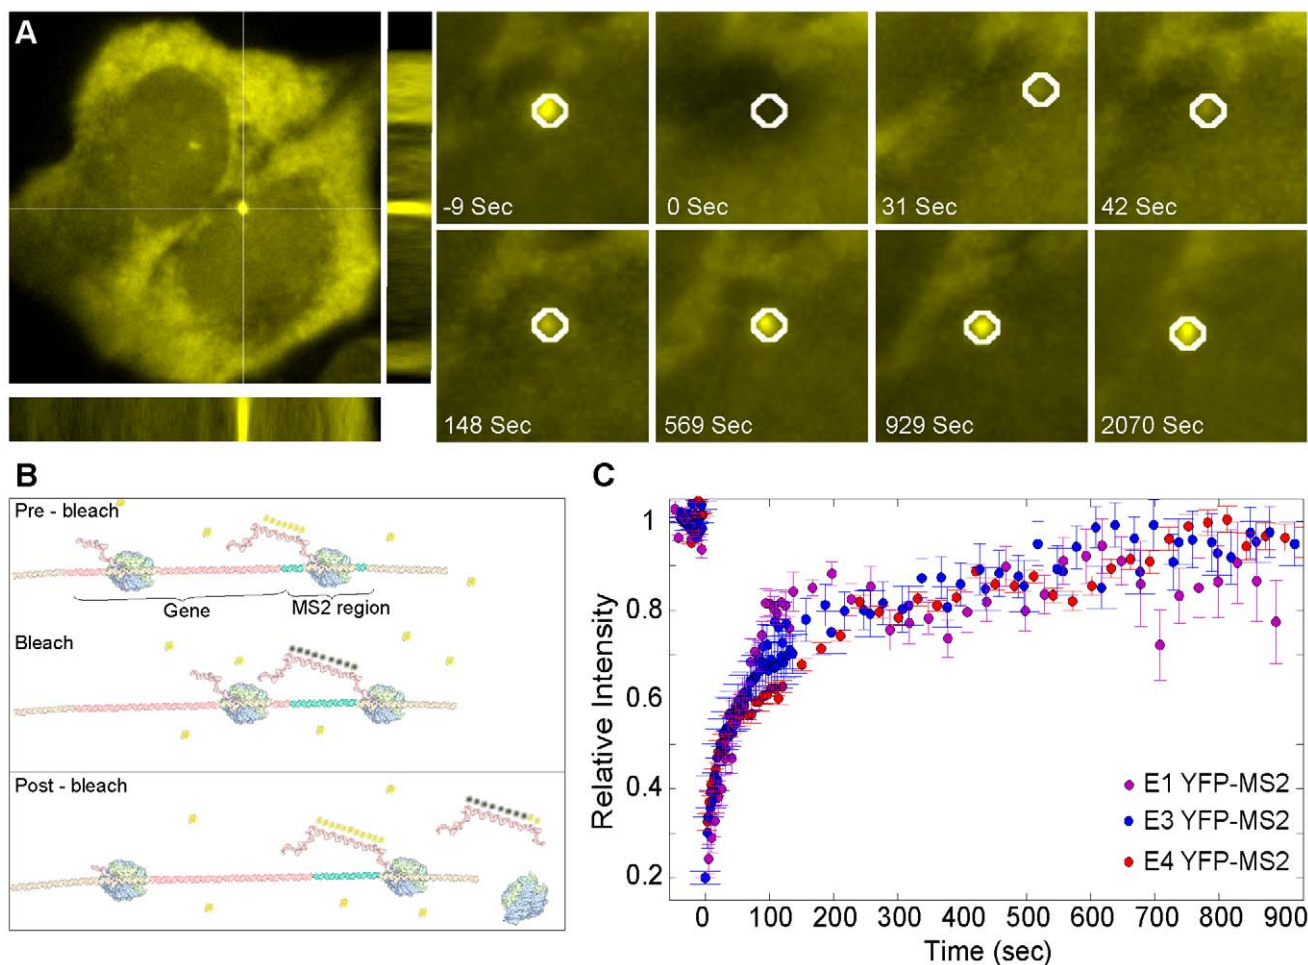 A
-9 Sec
0 Sec
31 Sec
42 Sec
148 Sec
569 Sec
929 Sec
2070 Sec
B
Pre - bleach
Gene
MS2 region
Bleach
Post - bleach
C
Relative Intensity
1
0.8
0.6
0.4
0.2
E1 YFP-MS2
E3 YFP-MS2
E4 YFP-MS2
0 100 200 300 400 500 600 700 800 900
Time (sec)